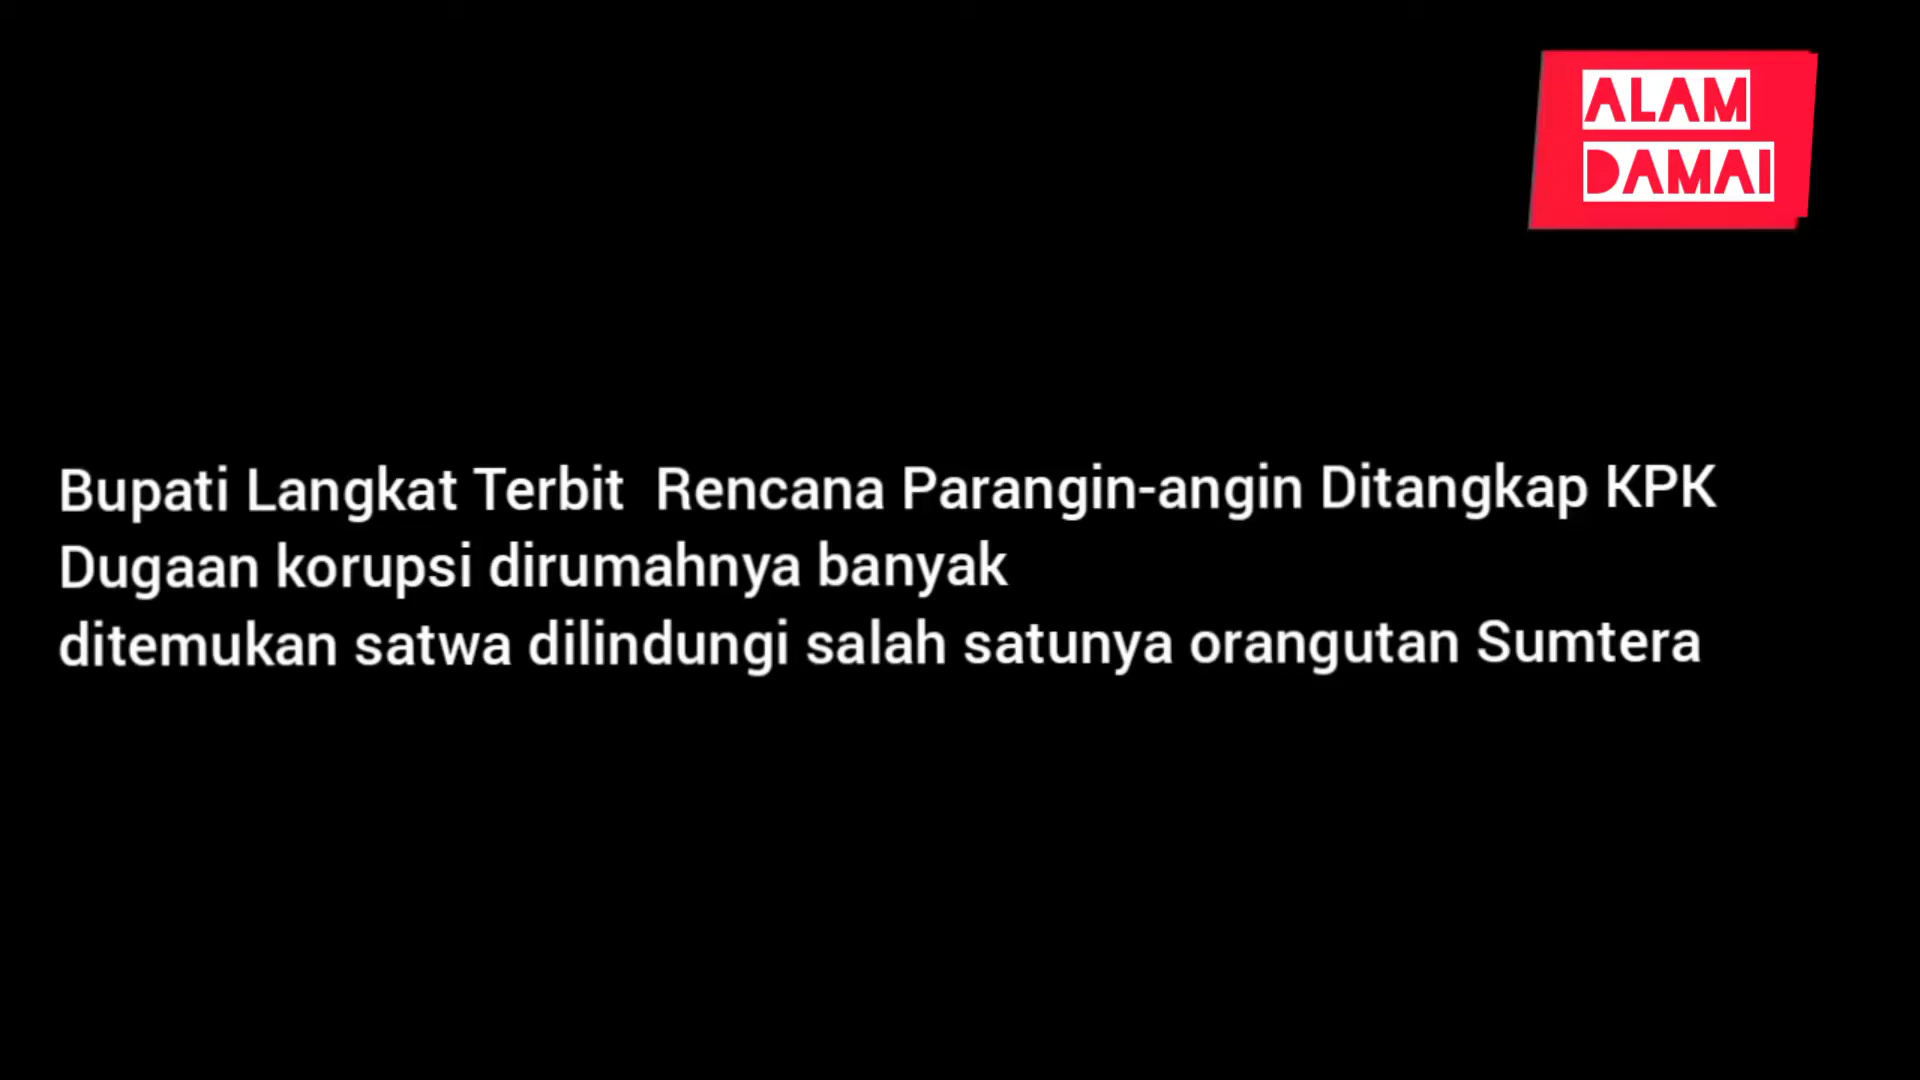 ALAM
DAMAI
Bupati Langkat Terbit  Rencana Parangin-angin Ditangkap KPK
Dugaan korupsi dirumahnya banyak
ditemukan satwa dilindungi salah satunya orangutan Sumtera